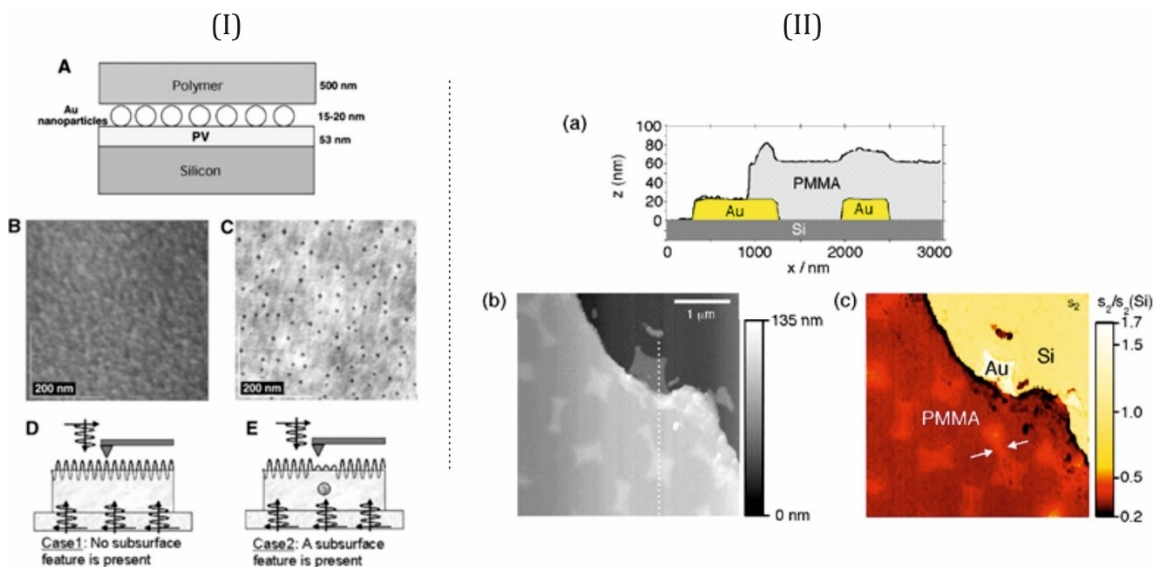 (I)
A
Polymer
500 nm
Au
nanoparticles
15-20 nm
PV
53 nm
Silicon
B
200 nm
C
200 nm
D
Case1: No subsurface
feature is present
E
Case2: A subsurface
feature is present
(II)
(a)
z (nm)
100
80
60
40
20
0
PMMA
Au
Au
Si
0
1000
2000
3000
x / nm
(b)
1 μm
135 nm
0 nm
(c)
s2
s2/s2(Si)
1.7
1.5
1.0
0.5
0.2
Si
Au
PMMA